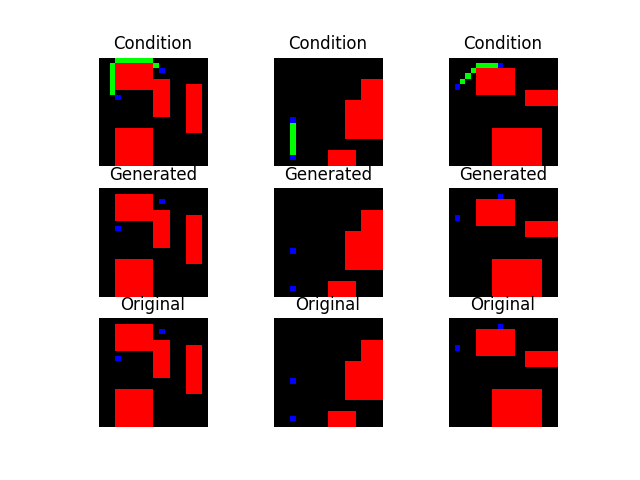 Condition Condition Condition
Generated Generated Generated
Original Original Original